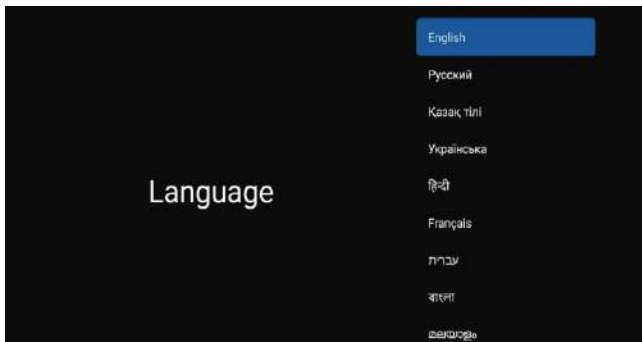 Language
English
Русский
Қазақ тілі
Українська
हिन्दी
Français
עברית
বাংলা
മലയാളം